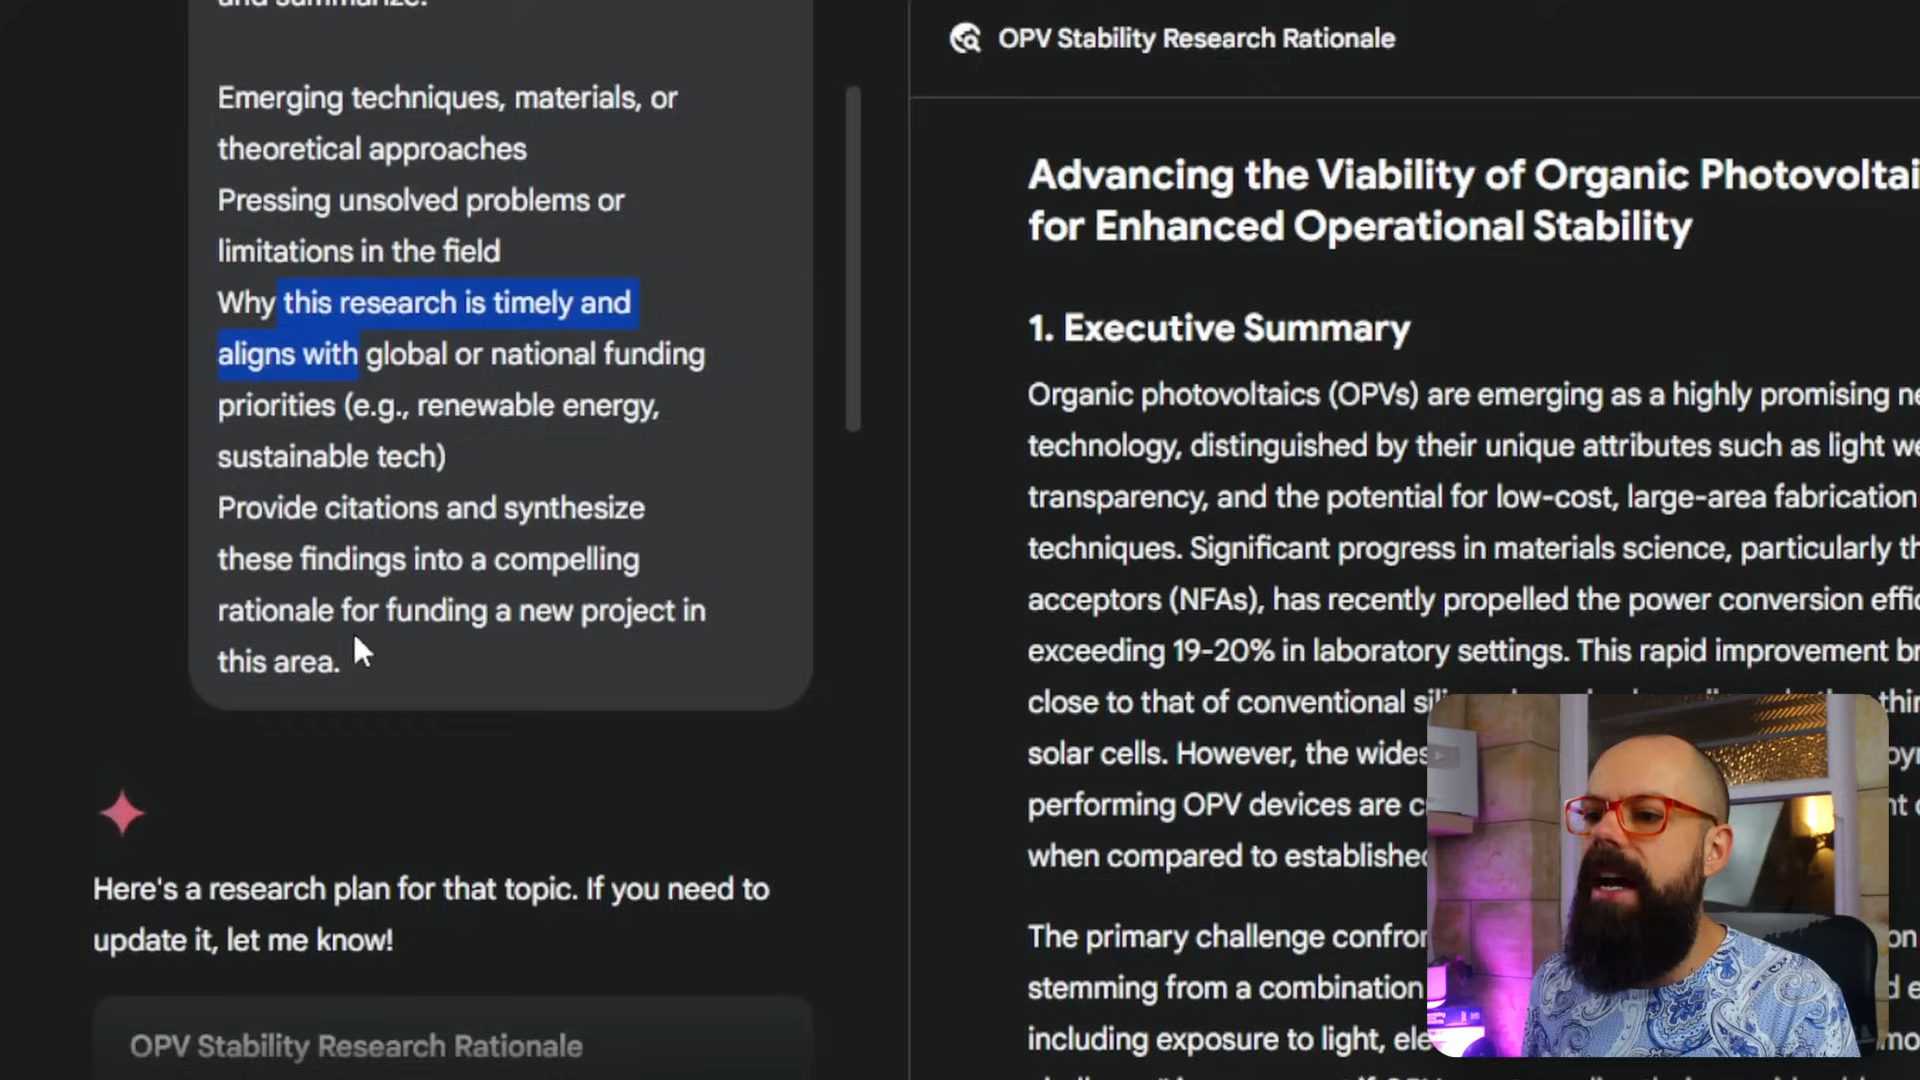 and summarize.
Emerging techniques, materials, or
theoretical approaches
Pressing unsolved problems or
limitations in the field
Why this research is timely and
aligns with global or national funding
priorities (e.g., renewable energy,
sustainable tech)
Provide citations and synthesize
these findings into a compelling
rationale for funding a new project in
this area.
Here's a research plan for that topic. If you need to
update it, let me know!
OPV Stability Research Rationale
OPV Stability Research Rationale
Advancing the Viability of Organic
for Enhanced Operational Stability
1. Executive Summary
Organic photovoltaics (OPVs) are emerging as a highly promising
technology, distinguished by their unique attributes such as light
transparency, and the potential for low-cost, large-area fabrication
techniques. Significant progress in materials science, particularly
acceptors (NFAs), has recently propelled the power conversion
exceeding 19-20% in laboratory settings. This rapid improvement
close to that of conventional
solar cells. However, the
performing OPV devices are
when compared to
The primary challenge
stemming from a combination
including exposure to light,